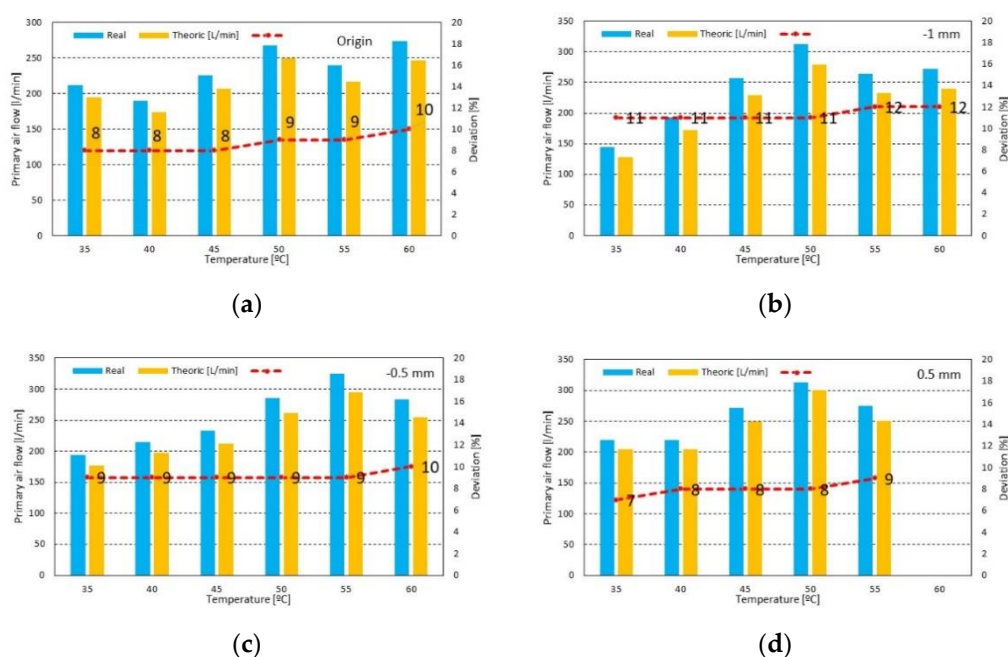 Real Theoric [L/min]
Origin
Primary air flow [l/min]
300
250
200
150
100
50
0
8 8 8 9 9 10
20
18
16
14
12
10
8
6
4
2
0
Deviation [%]
35 40 45 50 55 60
Temperature [ºC]
(a)
Real Theoric [L/min]
-1 mm
Primary air flow [l/min]
350
300
250
200
150
100
50
0
11 11 11 11 12 12
20
18
16
14
12
10
8
6
4
2
0
Deviation [%]
35 40 45 50 55 60
Temperature [ºC]
(b)
Real Theoric [L/min]
-0.5 mm
Primary air flow [l/min]
350
300
250
200
150
100
50
0
9 9 9 9 9 10
20
18
16
14
12
10
8
6
4
2
0
Deviation [%]
35 40 45 50 55 60
Temperature [ºC]
(c)
Real Theoric [L/min]
0.5 mm
Primary air flow [l/min]
350
300
250
200
150
100
50
0
7 8 8 8 9
20
18
16
14
12
10
8
6
4
2
0
Deviation [%]
35 40 45 50 55 60
Temperature [ºC]
(d)